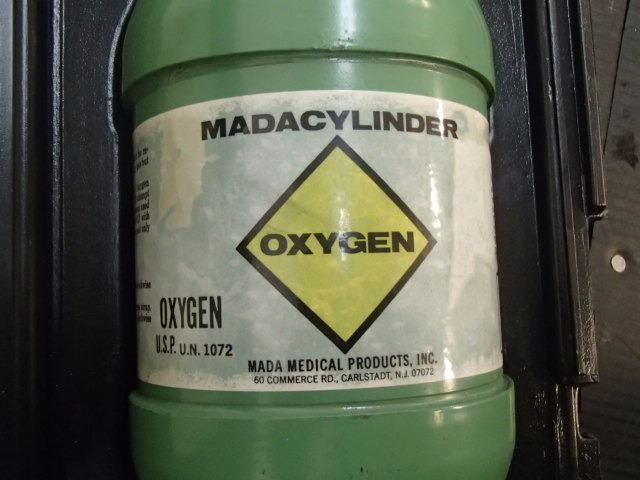 MADACYLINDER
OXYGEN
OXYGEN
U.S.P. U.N. 1072
MADA MEDICAL PRODUCTS, INC.
60 COMMERCE RD., CARLSTADT, N.J. 07072